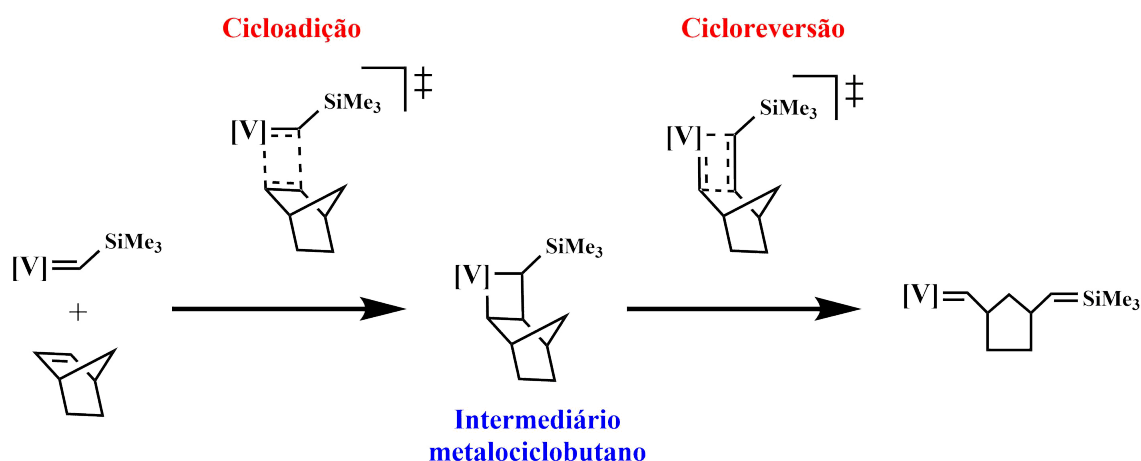 Cicloadição
Cicloreversão
SiMe3
‡
[V]
SiMe3
‡
[V]
SiMe3
[V]
+
SiMe3
[V]
[V]
SiMe3
Intermediário
metalociclobutano